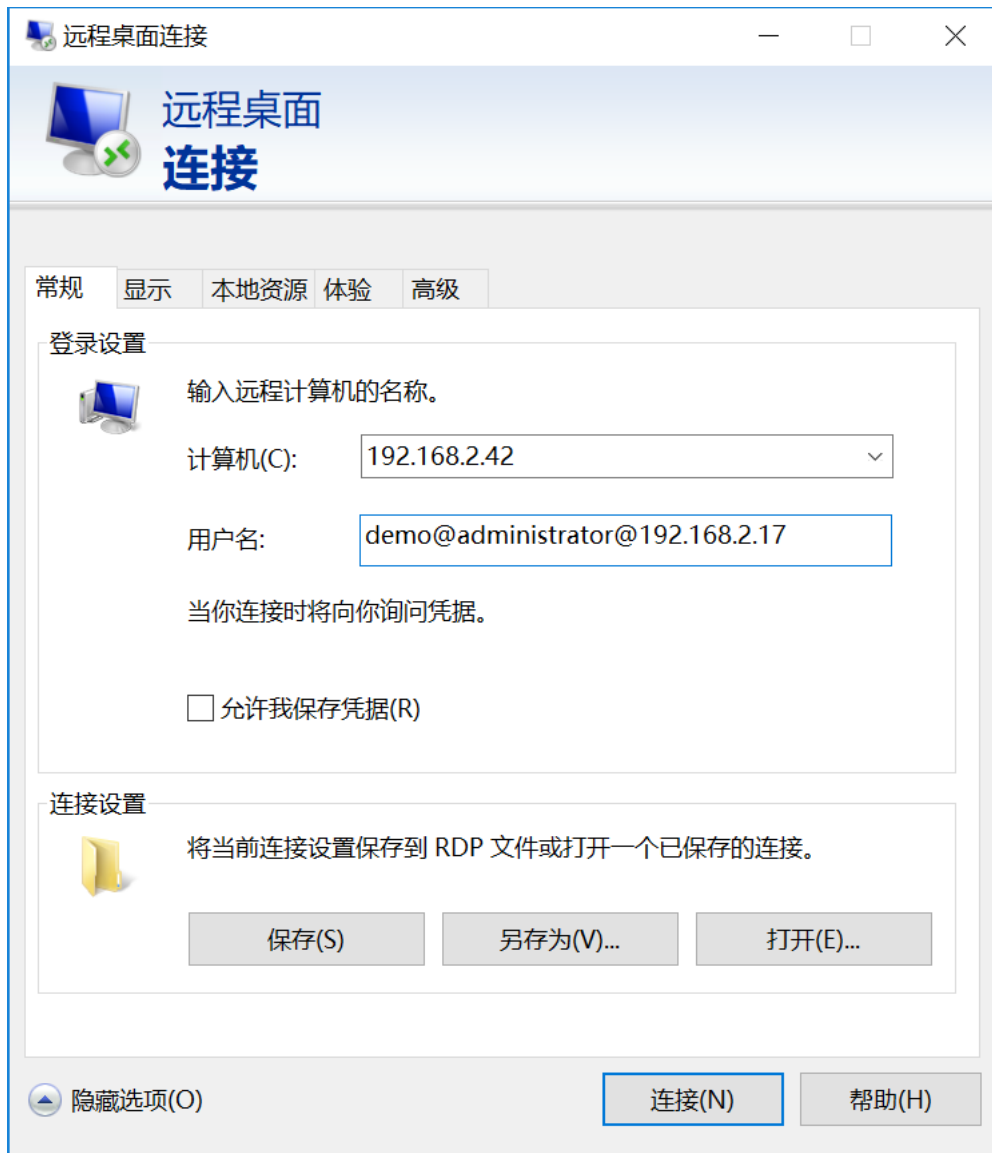 远程桌面连接
远程桌面
连接
常规 显示 本地资源 体验 高级
登录设置
输入远程计算机的名称。
计算机(C): 192.168.2.42
用户名: demo@administrator@192.168.2.17
当你连接时将向你询问凭据。
允许我保存凭据(R)
连接设置
将当前连接设置保存到 RDP 文件或打开一个已保存的连接。
保存(S) 另存为(V)... 打开(E)...
隐藏选项(O) 连接(N) 帮助(H)